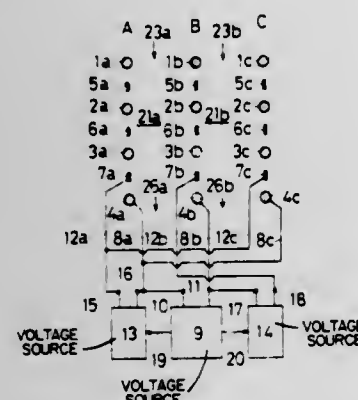 A 23a B 23b C
1a 1b 1c
5a 5b 5c
2a 21a 2b 21b 2c
6a 6b 6c
3a 3b 3c
7a 7b 7c
26a 26b
4a 4b 4c
12a 8a 12b 8b 12c 8c
16 11
15 10 17 18
VOLTAGE SOURCE 13 9 14 VOLTAGE SOURCE
19 20
VOLTAGE SOURCE